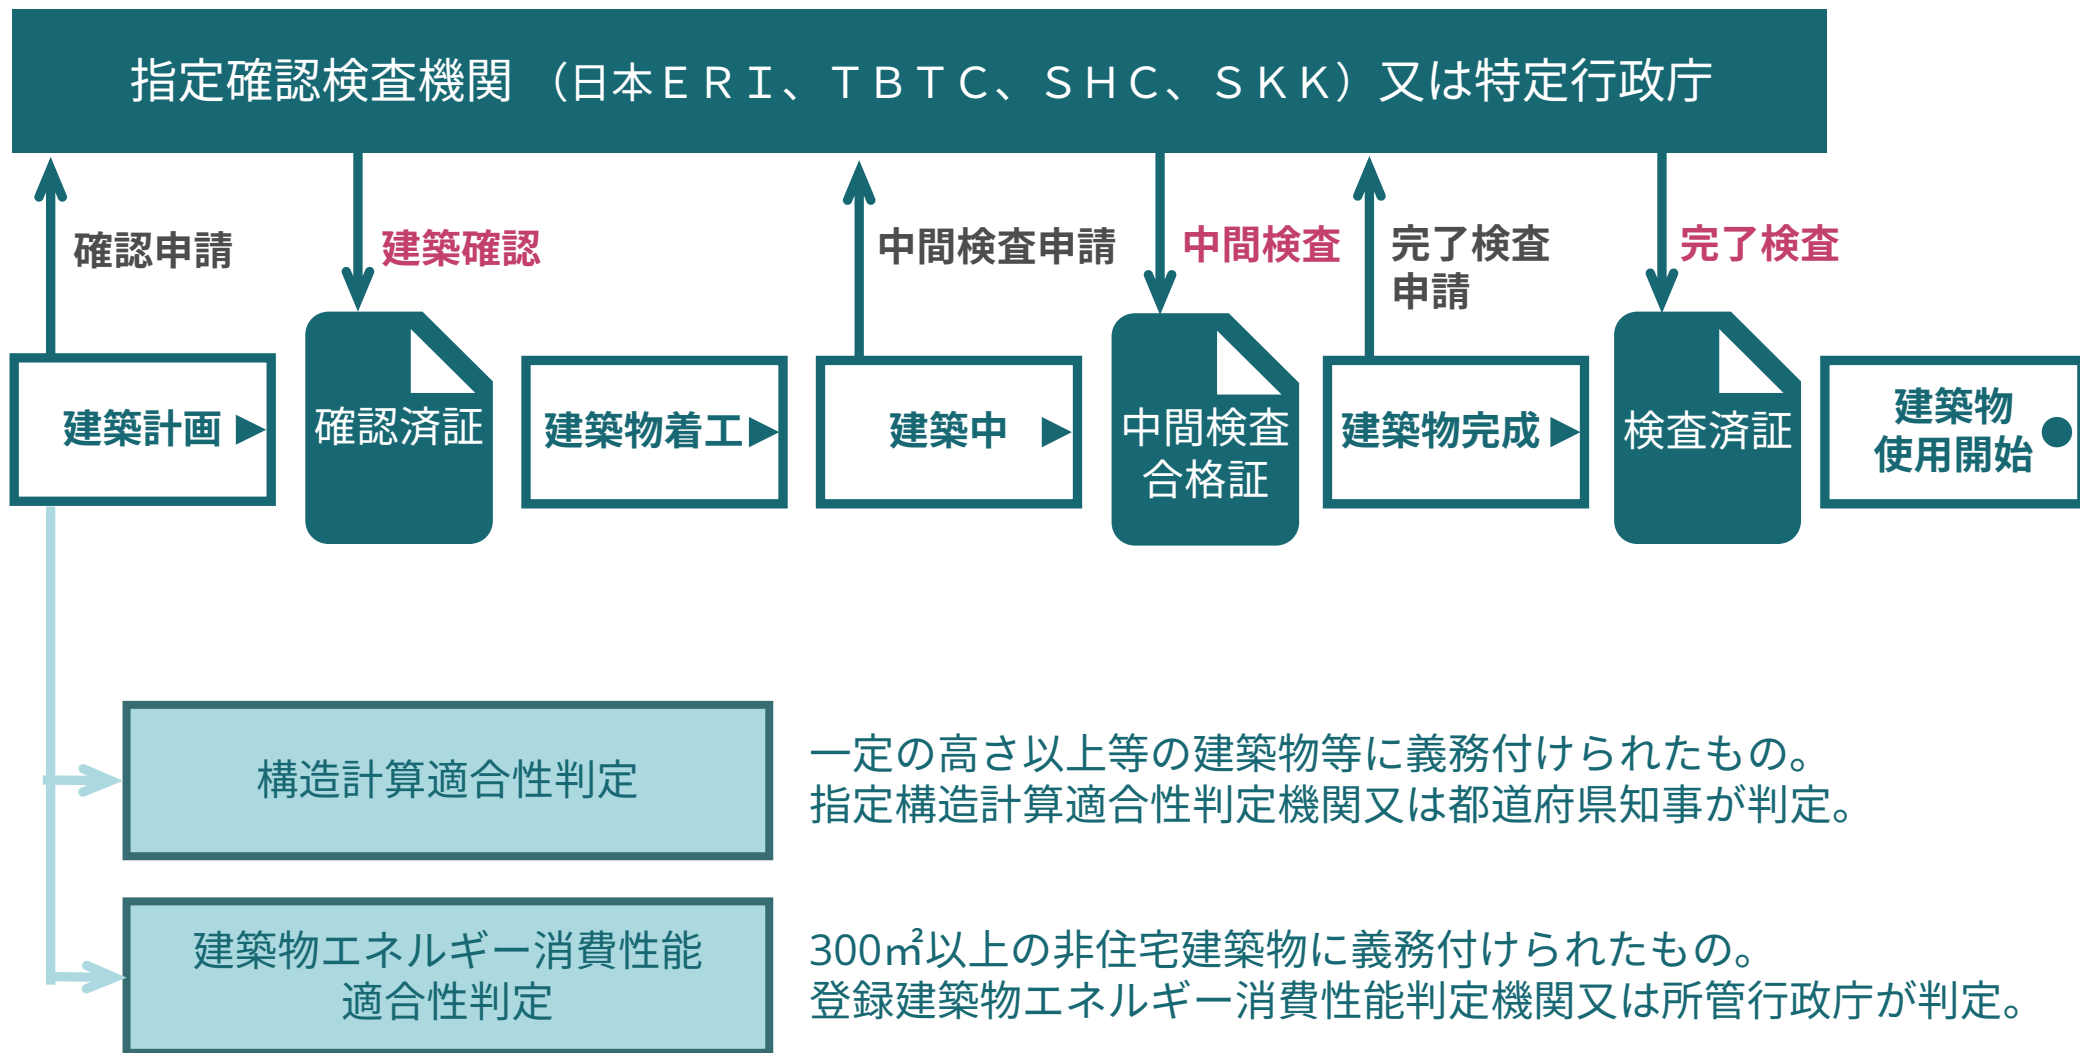 指定確認検査機関 （日本ＥＲＩ、ＴＢＴＣ、ＳＨＣ、ＳＫＫ）又は特定行政庁
確認申請
建築確認
中間検査申請
中間検査
完了検査
申請
完了検査
建築計画▶
確認済証
建築物着工▶
建築中 ▶
中間検査
合格証
建築物完成▶
検査済証
建築物
使用開始●
構造計算適合性判定
一定の高さ以上等の建築物等に義務付けられたもの。
指定構造計算適合性判定機関又は都道府県知事が判定。
建築物エネルギー消費性能
適合性判定
300㎡以上の非住宅建築物に義務付けられたもの。
登録建築物エネルギー消費性能判定機関又は所管行政庁が判定。